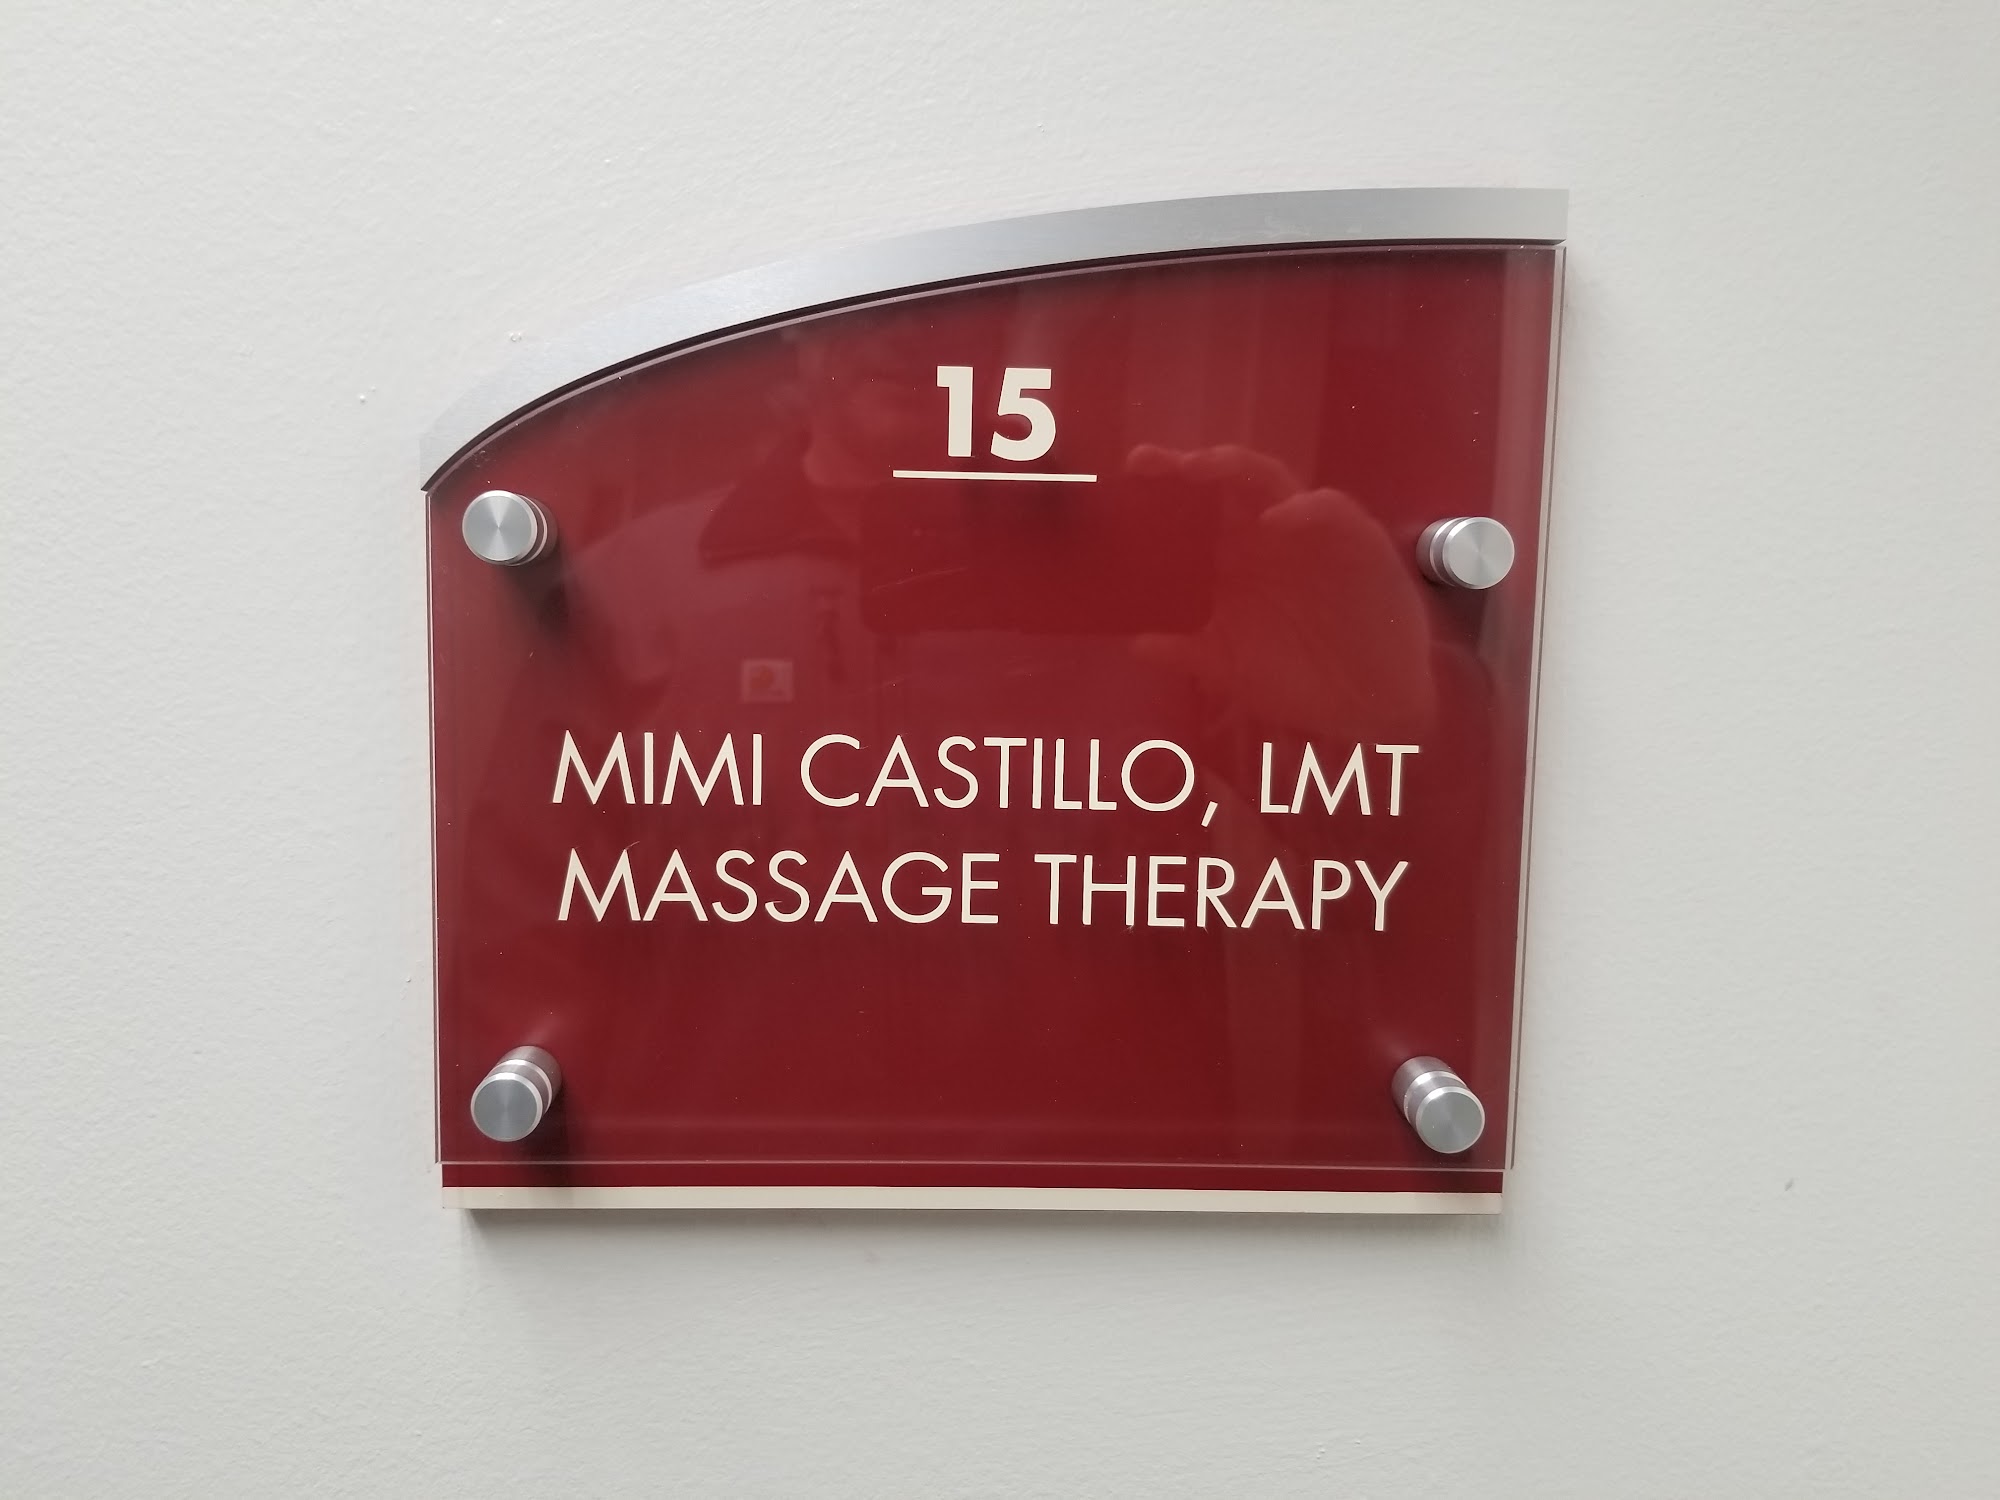 15
MIMI CASTILLO, LMT
MASSAGE THERAPY